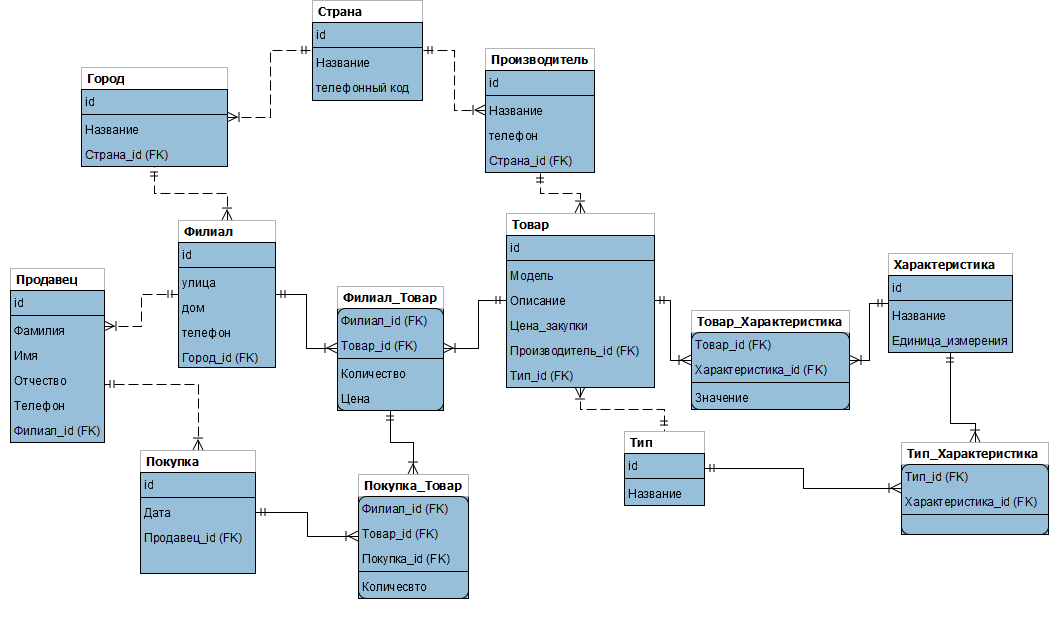 Страна
id
Название
телефонный код
Производитель
id
Название
телефон
Страна_id (FK)
Город
id
Название
Страна_id (FK)
Филиал
id
улица
дом
телефон
Город_id (FK)
Товар
id
Модель
Описание
Цена_закупки
Производитель_id (FK)
Тип_id (FK)
Характеристика
id
Название
Единица_измерения
Продавец
id
Фамилия
Имя
Отчество
Телефон
Филиал_id (FK)
Филиал_Товар
Филиал_id (FK)
Товар_id (FK)
Количество
Цена
Товар_Характеристика
Товар_id (FK)
Характеристика_id (FK)
Значение
Тип
id
Название
Тип_Характеристика
Тип_id (FK)
Характеристика_id (FK)
Покупка
id
Дата
Продавец_id (FK)
Покупка_Товар
Филиал_id (FK)
Товар_id (FK)
Покупка_id (FK)
Количесвто